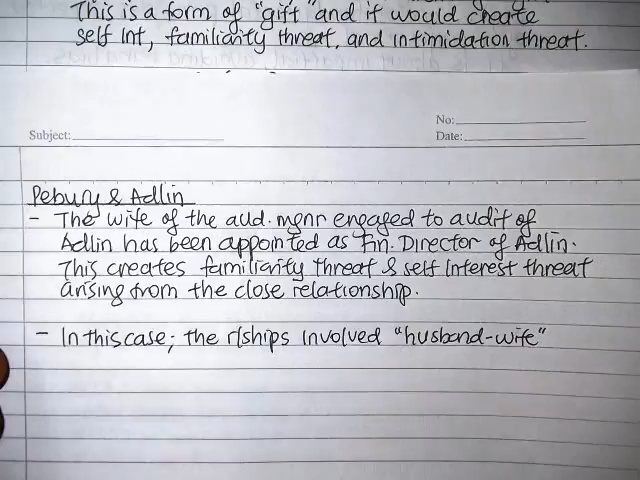 This is a form of "gift" and it would create
self Int, familiarity threat, and intimidation threat.
No:
Subject:
Date:
Pebury & Adlin
- The wife of the aud. mgnr engaged to audit of
Adlin has been appointed as Fin. Director of Adlin.
This creates familiarity threat & self Interest threat
arising from the close relationship.
- In this case; the r/ships involved "husband-wife"